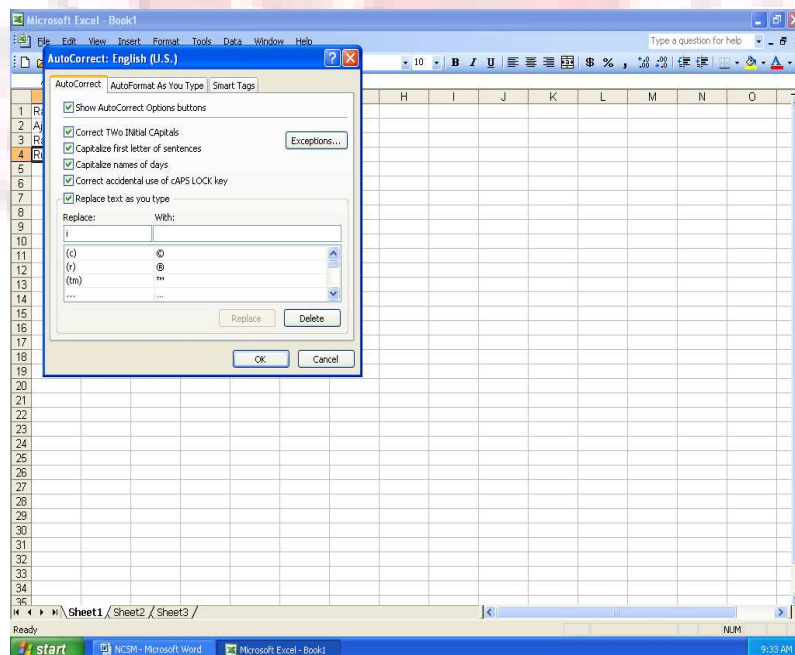 Microsoft Excel - Book1
File Edit View Insert Format Tools Data Window Help
Type a question for help
AutoCorrect: English (U.S.)
10 B I U $ % ,
AutoCorrect AutoFormat As You Type Smart Tags
H I J K L M N O
Show AutoCorrect Options buttons
Correct TWo INitial CApitals
Exceptions...
Capitalize first letter of sentences
Capitalize names of days
Correct accidental use of cAPS LOCK key
Replace text as you type
Replace: With:
i
(c) ©
(r) ®
(tm) ™
... ...
Replace Delete
OK Cancel
1 Ra
2 Aj
3 Ra
4
5
6
7
8
9
10
11
12
13
14
15
16
17
18
19
20
21
22
23
24
25
26
27
28
29
30
31
32
33
34
35
Sheet1 Sheet2 Sheet3
Ready NUM
start NCSM - Microsoft Word Microsoft Excel - Book1 9:33 AM